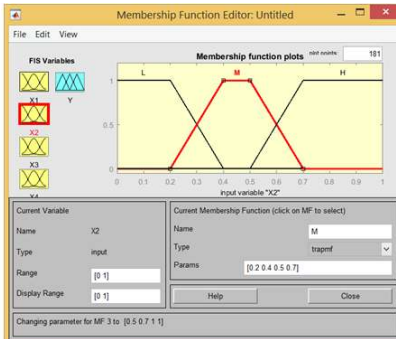 Membership Function Editor: Untitled
File Edit View
FIS Variables
Membership function plots plot points: 181
X1 Y
X2
X3
X4
L M H
1
0.5
0
0 0.1 0.2 0.3 0.4 0.5 0.6 0.7 0.8 0.9 1
input variable "X2"
Current Variable
Name X2
Type input
Range [0 1]
Display Range [0 1]
Current Membership Function (click on MF to select)
Name M
Type trapmf
Params [0.2 0.4 0.5 0.7]
Help Close
Changing parameter for MF 3 to [0.5 0.7 1 1]